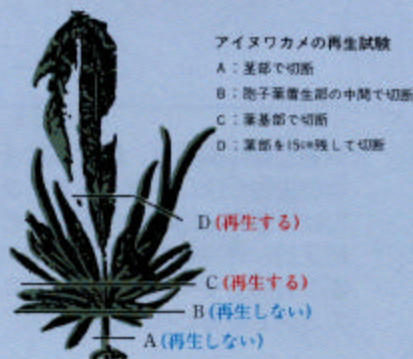 アイヌワカメの再生試験
A：茎部で切断
B：胞子葉着生部の中間で切断
C：葉基部で切断
D：葉部を15cm残して切断
D(再生する)
C(再生する)
B(再生しない)
A(再生しない)